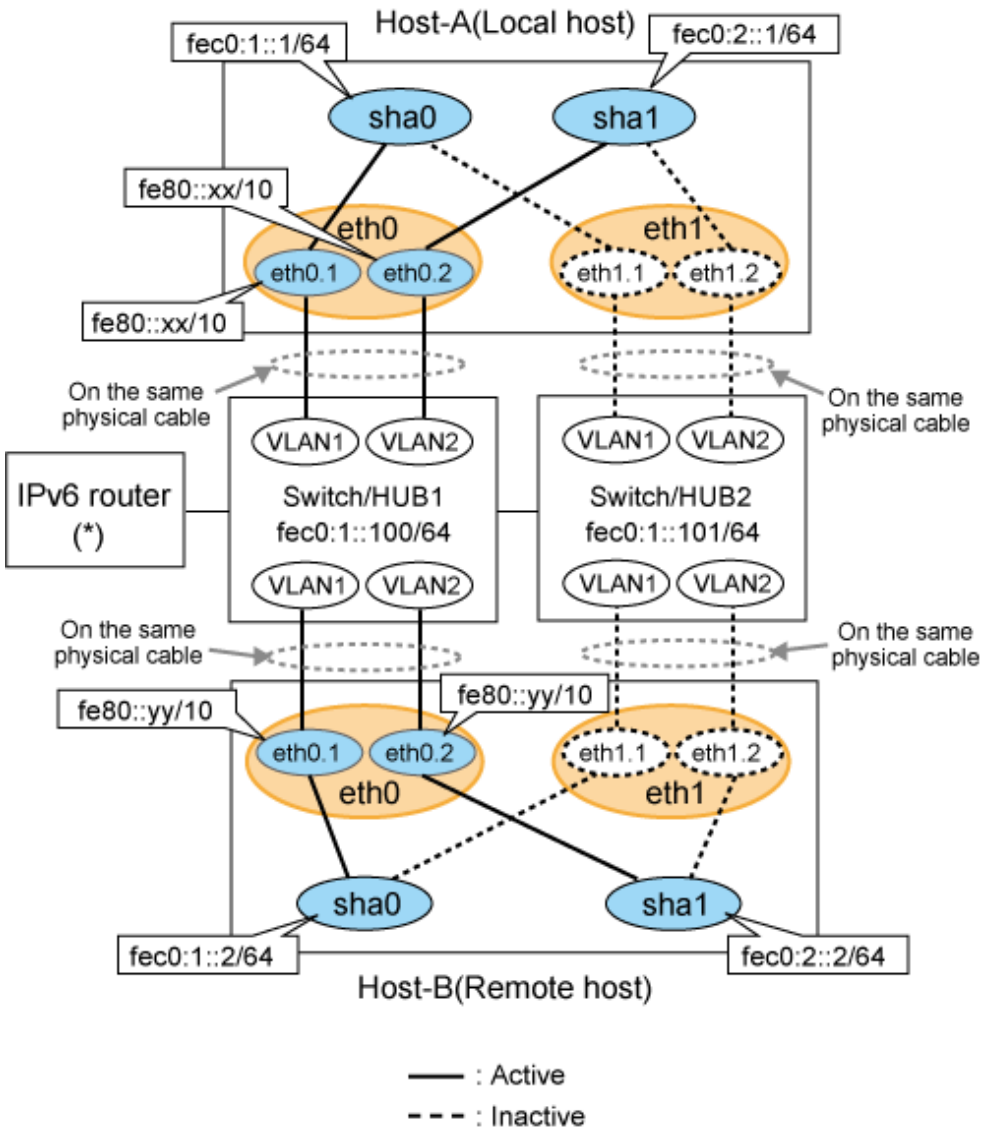 Host-A(Local host)
fec0:1::1/64
fec0:2::1/64
sha0
sha1
fe80::xx/10
eth0
eth1
eth0.1
eth0.2
eth1.1
eth1.2
fe80::xx/10
On the same
physical cable
On the same
physical cable
VLAN1
VLAN2
VLAN1
VLAN2
IPv6 router
(*)
Switch/HUB1
fec0:1::100/64
Switch/HUB2
fec0:1::101/64
VLAN1
VLAN2
VLAN1
VLAN2
On the same
physical cable
On the same
physical cable
fe80::yy/10
fe80::yy/10
eth0.1
eth0.2
eth1.1
eth1.2
eth0
eth1
sha0
sha1
fec0:1::2/64
fec0:2::2/64
Host-B(Remote host)
: Active
: Inactive